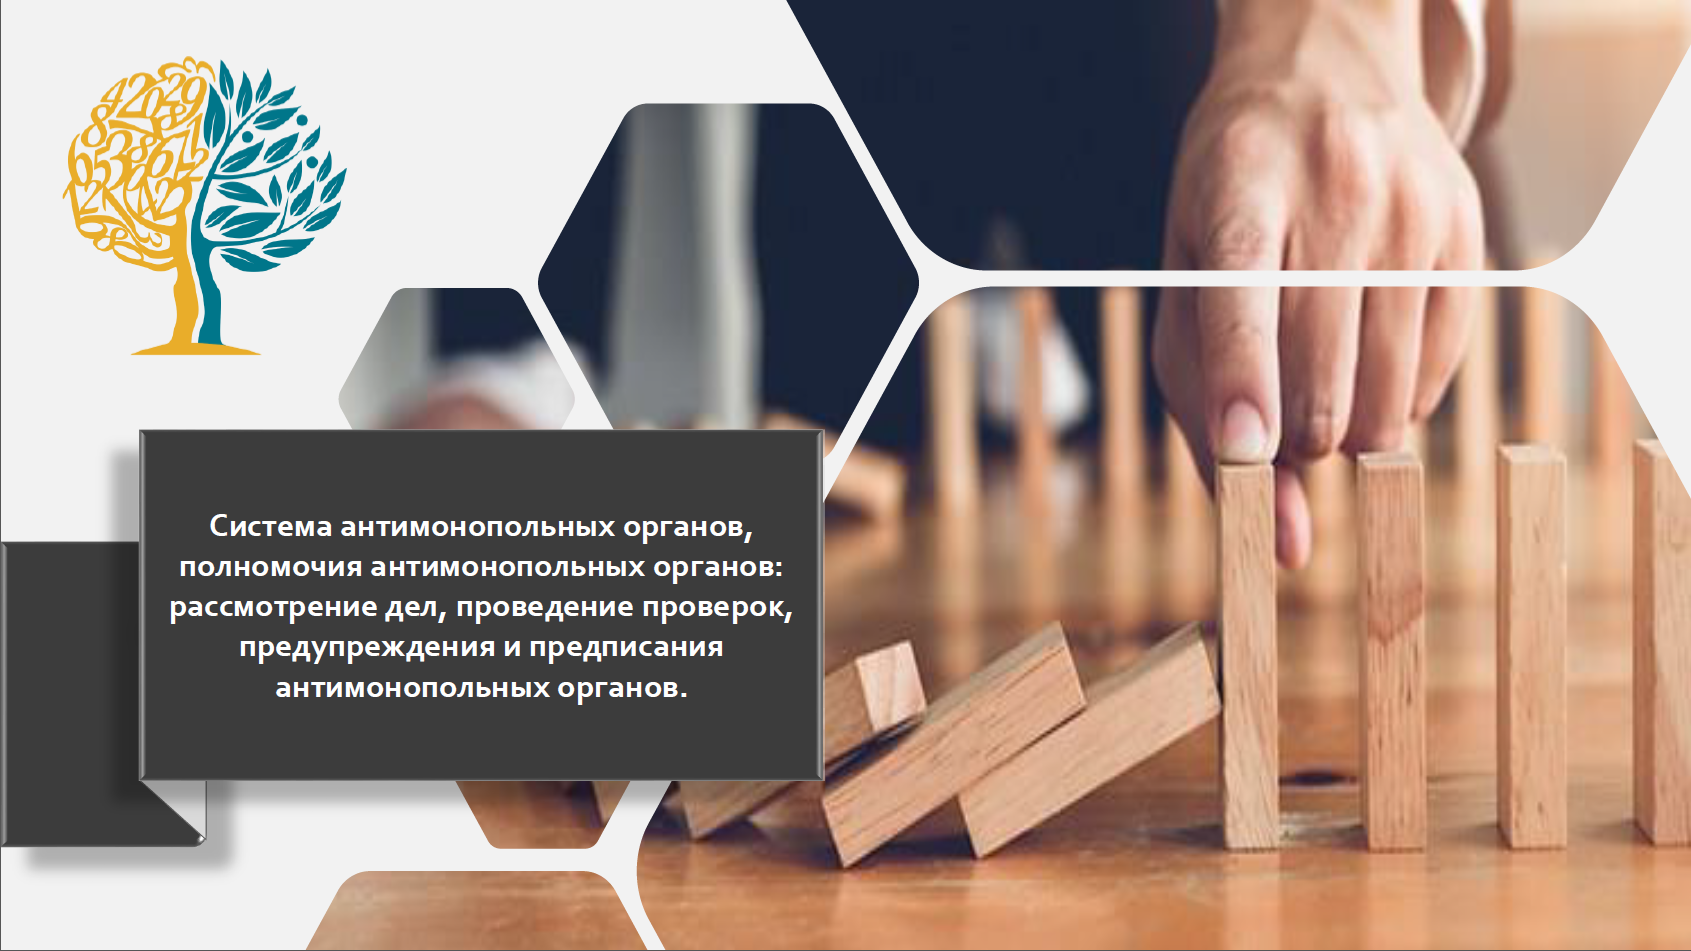 Система антимонопольных органов,
полномочия антимонопольных органов:
рассмотрение дел, проведение проверок,
предупреждения и предписания
антимонопольных органов.